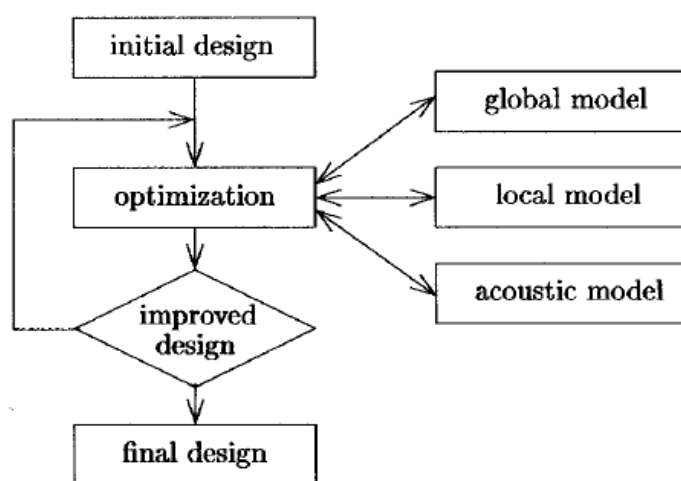 initial design
global model
optimization
local model
acoustic model
improved
design
final design